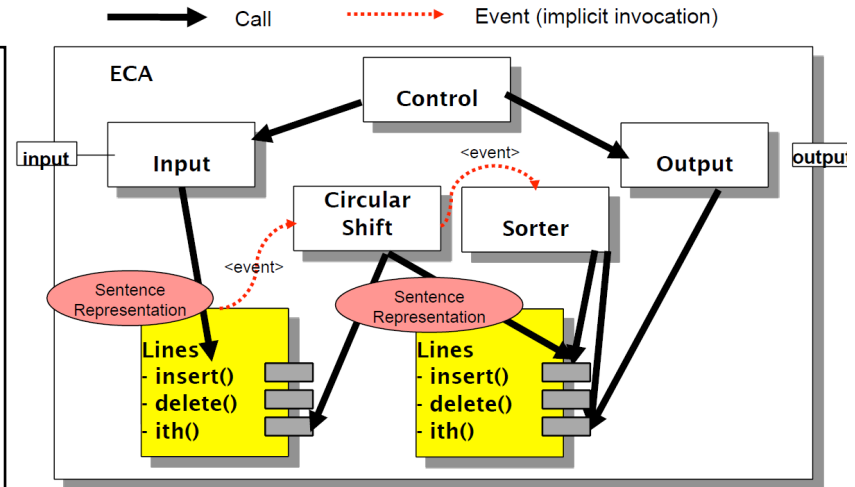 Call
Event (implicit invocation)
ECA
Control
input
Input
<event>
Output
output
Circular
Shift
Sorter
<event>
Sentence
Representation
Sentence
Representation
Lines
- insert()
- delete()
- ith()
Lines
- insert()
- delete()
- ith()